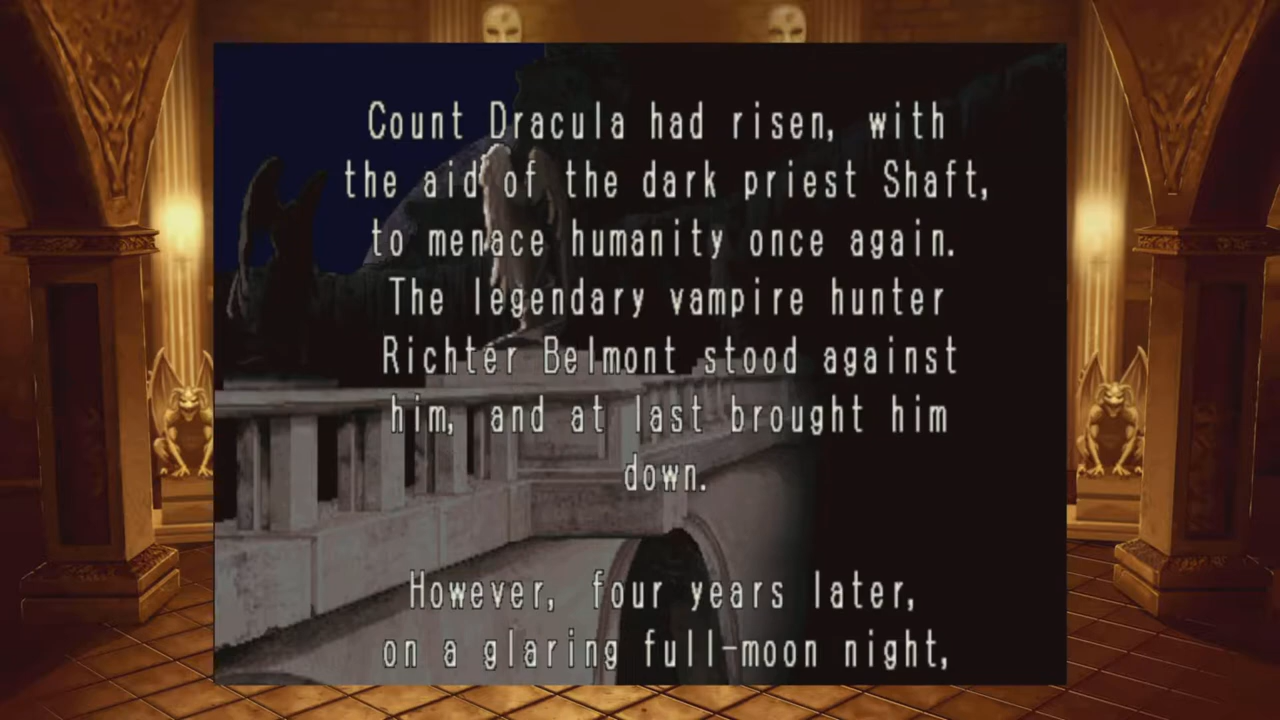 Count Dracula had risen, with
the aid of the dark priest Shaft,
to menace humanity once again.
The legendary vampire hunter
Richter Belmont stood against
him, and at last brought him
down.
However, four years later,
on a glaring full-moon night,